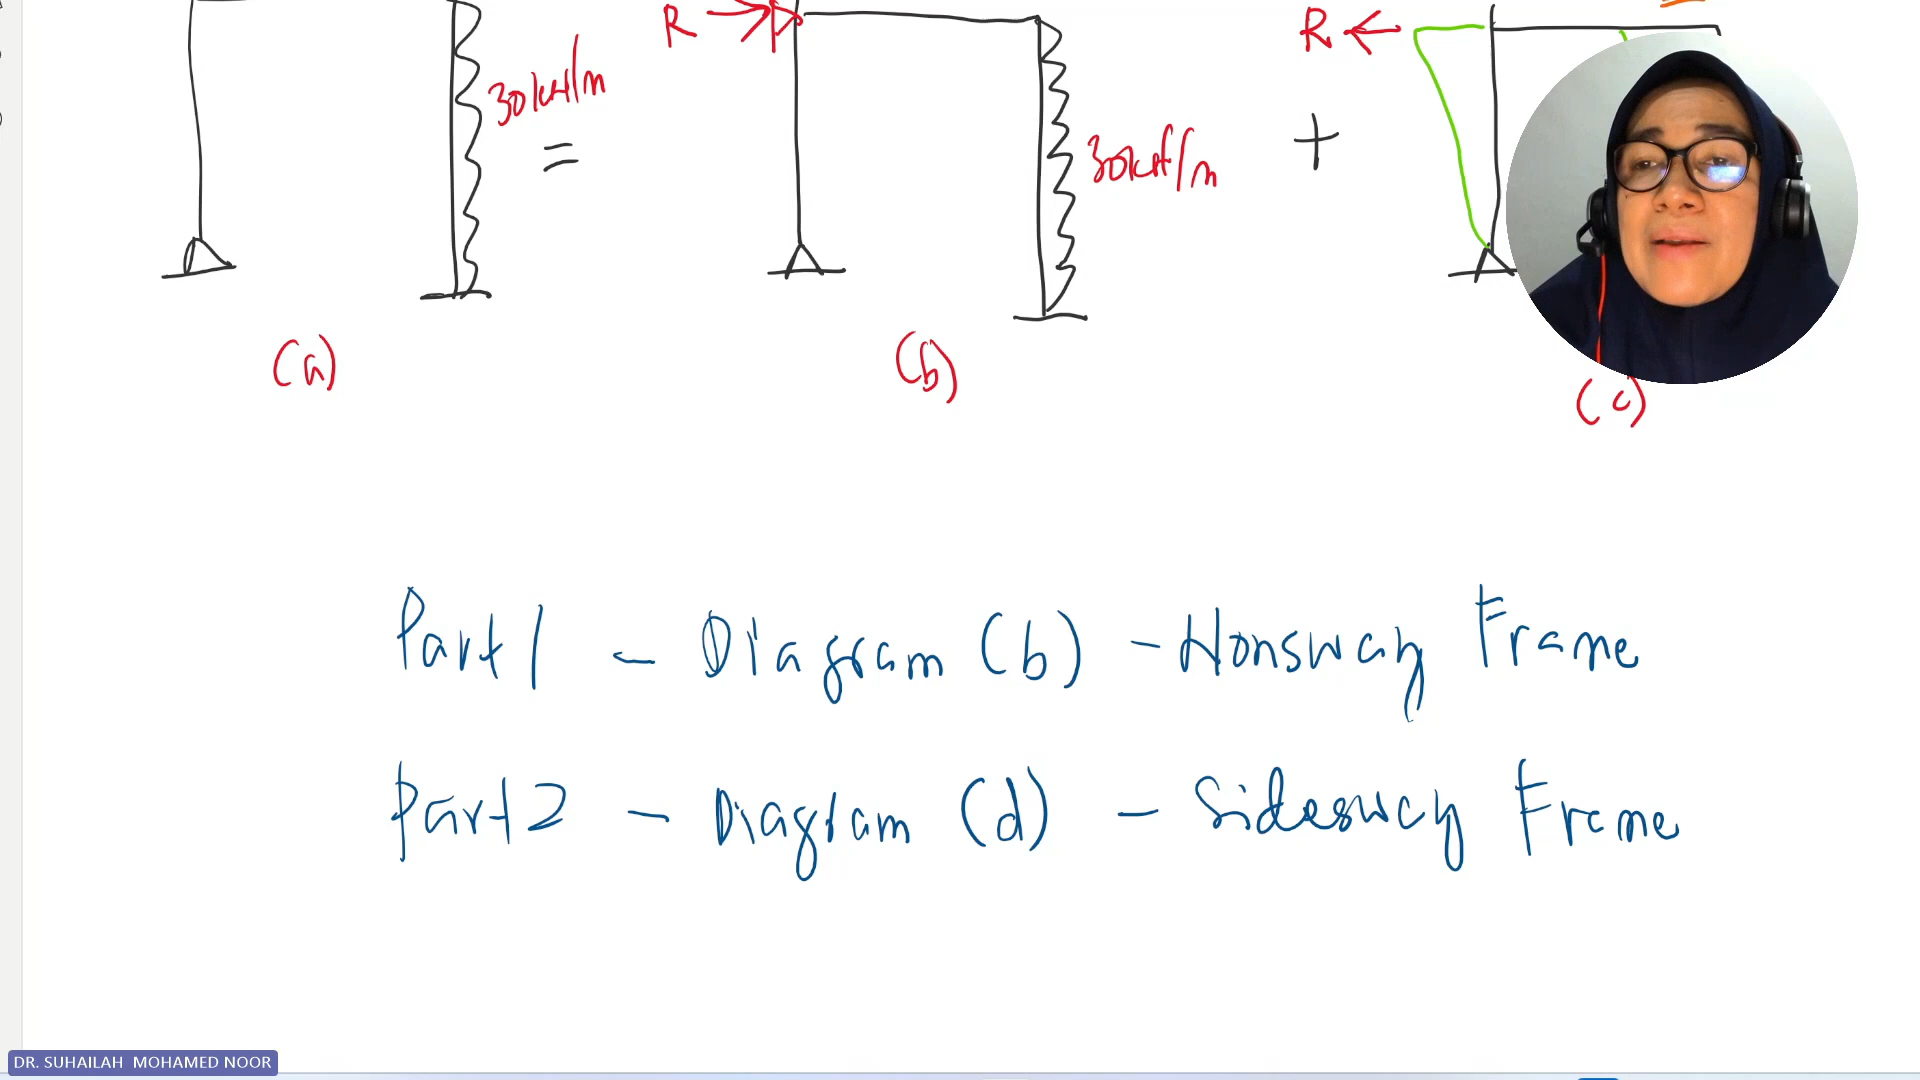 R
R
30kN/m
=
30kN/m
+
(a)
(b)
(c)
Part 1 - Diagram (b) - Nonsway Frame
Part 2 - Diagram (d) - Sidesway Frame
DR. SUHAILAH MOHAMED NOOR